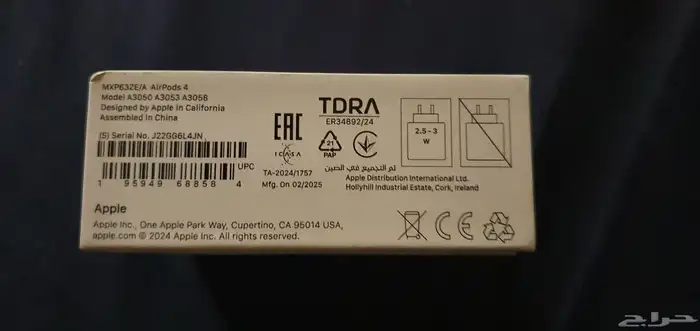 MXP63ZE/A AirPods 4
Model A3050 A3053 A3058
Designed by Apple in California
Assembled in China
(S) Serial No. J22GG6L4JN
UPC
1 95949 68858 4
Apple
Apple Inc., One Apple Park Way, Cupertino, CA 95014 USA,
apple.com © 2024 Apple Inc. All rights reserved.
EAC
TDRA
ER34892/24
ICASA
21
PAP
TA-2024/1757
Mfg. On 02/2025
2.5 - 3
W
تم التجميع في الصين
Apple Distribution International Ltd.
Hollyhill Industrial Estate, Cork, Ireland
CE
حراج